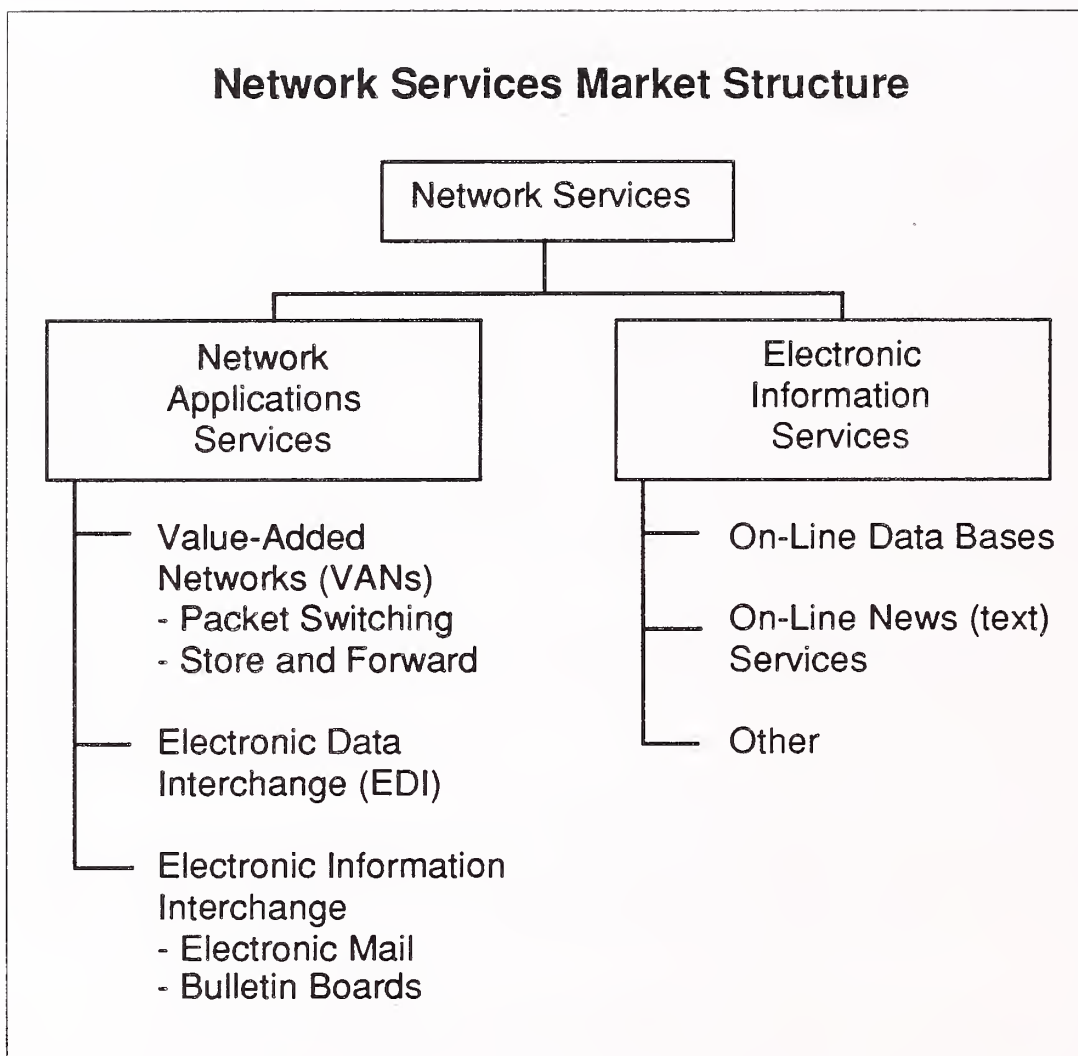 Network Services Market Structure
Network Services
Network
Applications
Services
Value-Added
Networks (VANs)
- Packet Switching
- Store and Forward
Electronic Data
Interchange (EDI)
Electronic Information
Interchange
- Electronic Mail
- Bulletin Boards
Electronic
Information
Services
On-Line Data Bases
On-Line News (text)
Services
Other